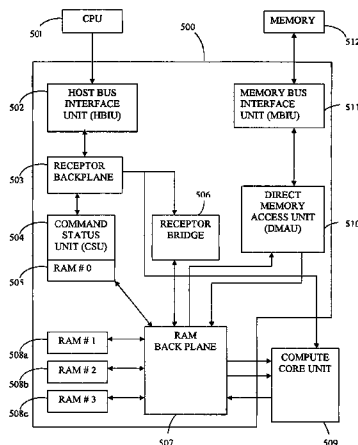 501
CPU
MEMORY
512
500
502
HOST BUS
INTERFACE
UNIT (HBIU)
MEMORY BUS
INTERFACE
UNIT (MBIU)
511
503
RECEPTOR
BACKPLANE
506
504
COMMAND
STATUS
UNIT (CSU)
RECEPTOR
BRIDGE
DIRECT
MEMORY
ACCESS UNIT
(DMAU)
510
505
RAM # 0
508a
RAM # 1
RAM
BACK PLANE
508b
RAM # 2
COMPUTE
CORE UNIT
508c
RAM # 3
507
509